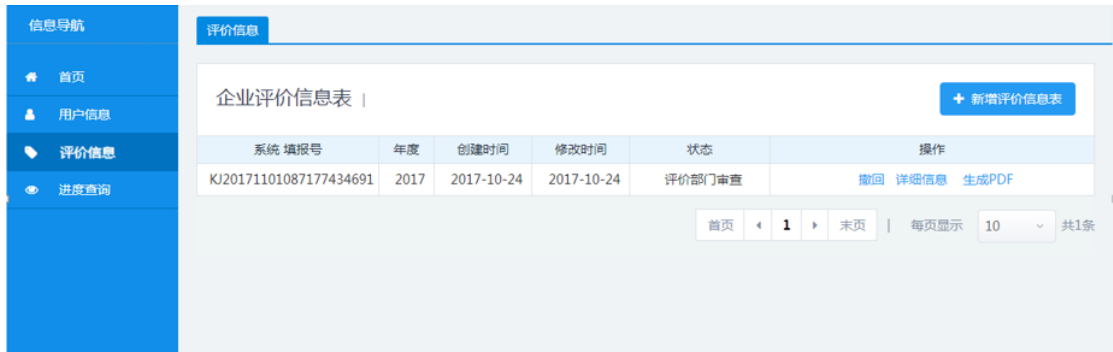 信息导航
评价信息
首页
用户信息
评价信息
进度查询
企业评价信息表 |
+ 新增评价信息表
系统 填报号 年度 创建时间 修改时间 状态 操作
KJ20171101087177434691 2017 2017-10-24 2017-10-24 评价部门审查 撤回 详细信息 生成PDF
首页 1 末页 | 每页显示 10 共1条